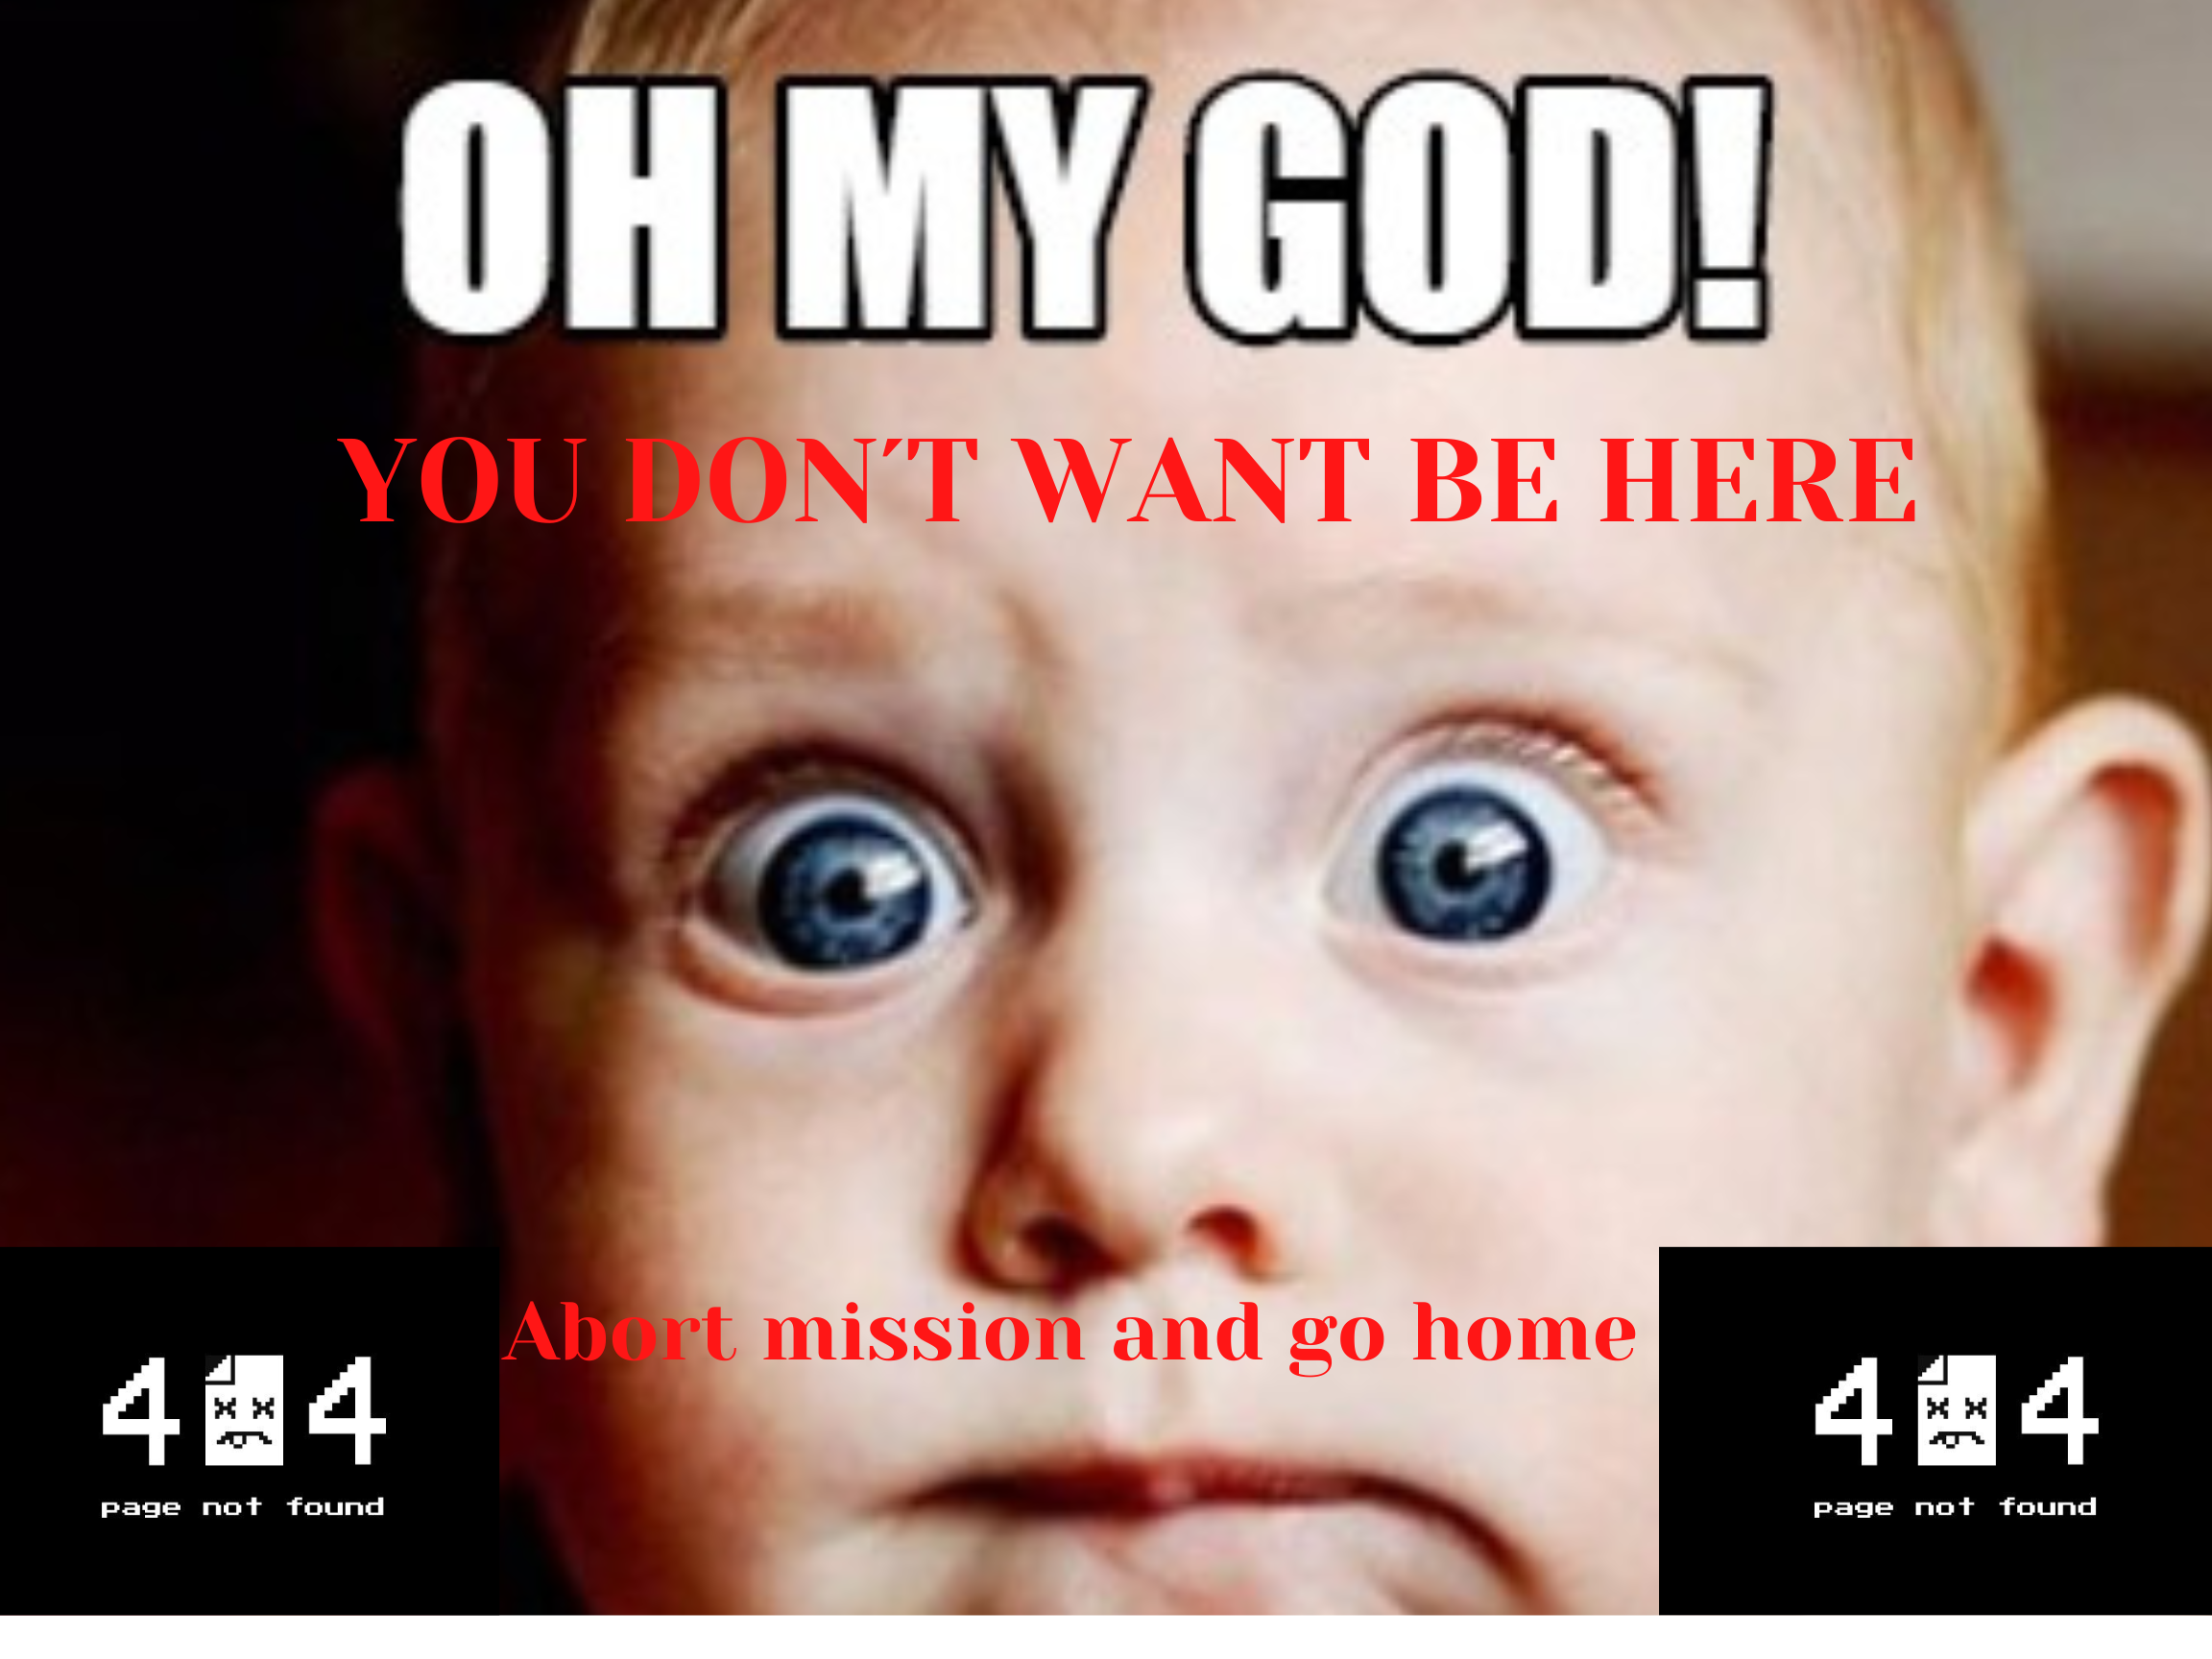 OH MY GOD!
YOU DON´T WANT BE HERE
Abort mission and go home
4 4
page not found
4 4
page not found